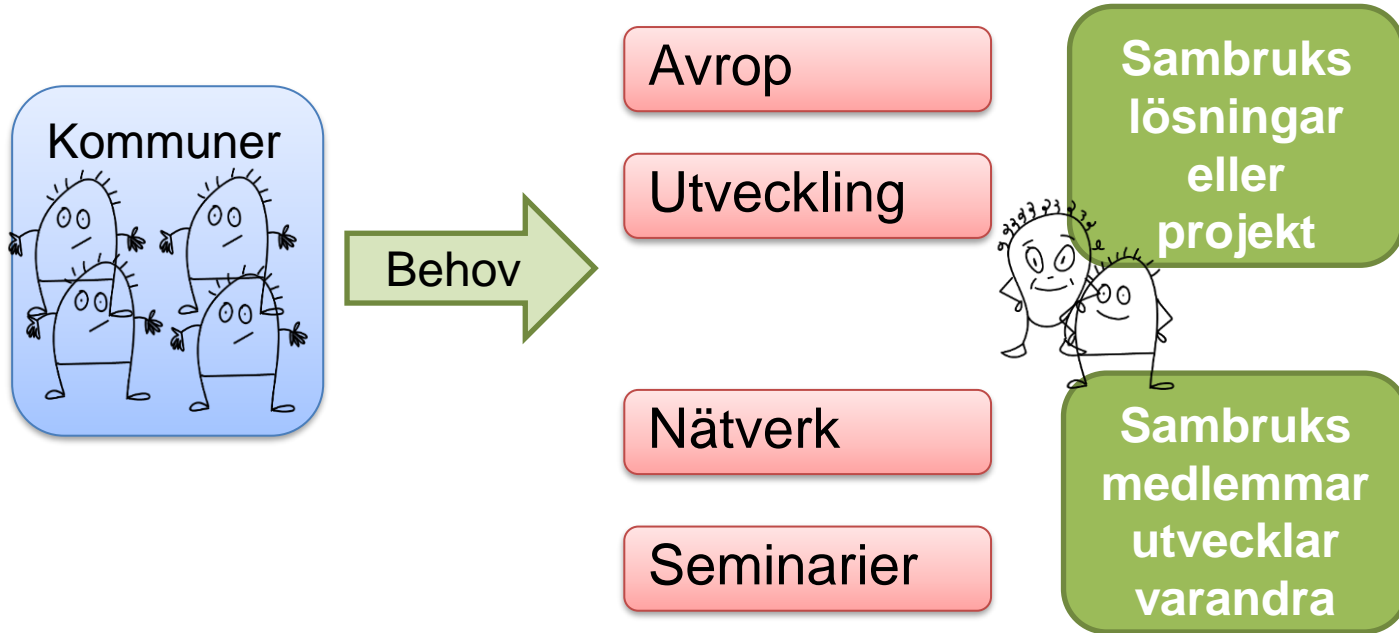 Kommuner
Behov
Avrop
Utveckling
Nätverk
Seminarier
Sambruks
lösningar
eller
projekt
Sambruks
medlemmar
utvecklar
varandra